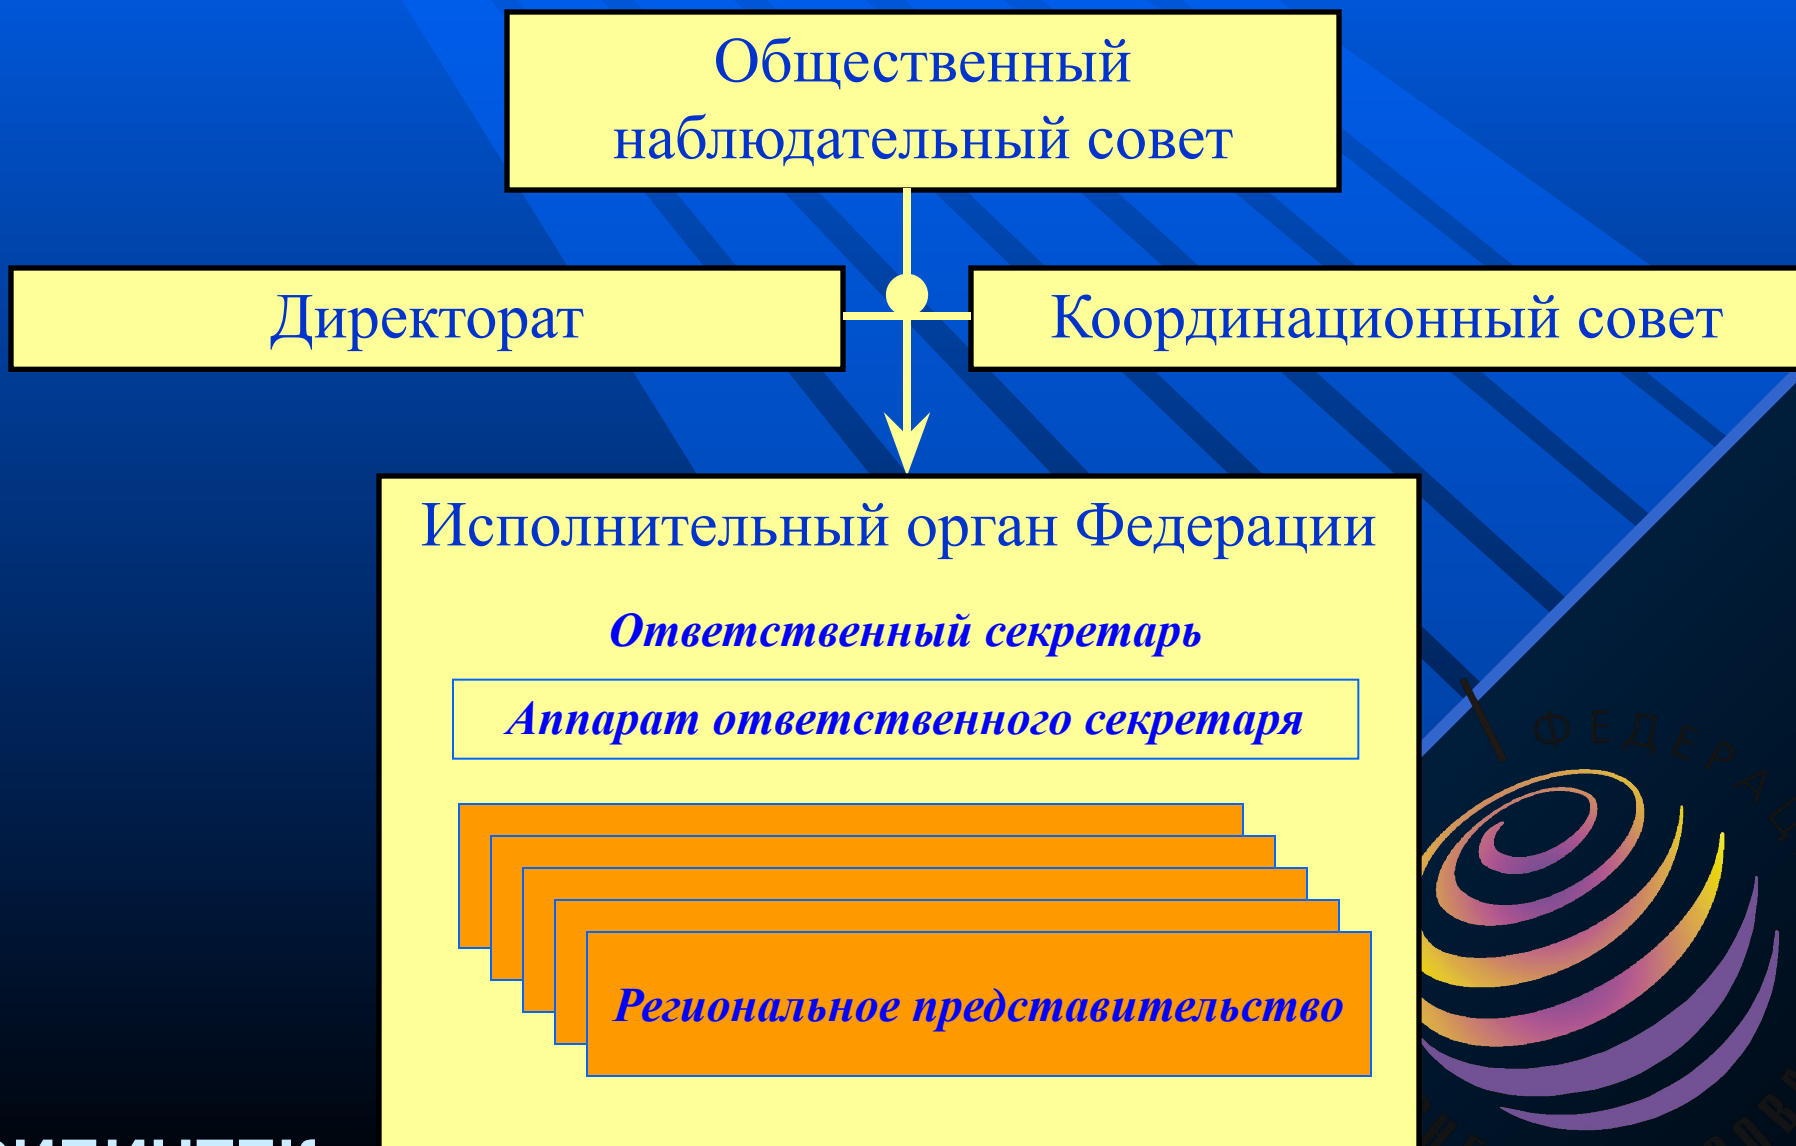 Общественный
наблюдательный совет
Директорат
Координационный совет
Исполнительный орган Федерации
Ответственный секретарь
Аппарат ответственного секретаря
Региональное представительство